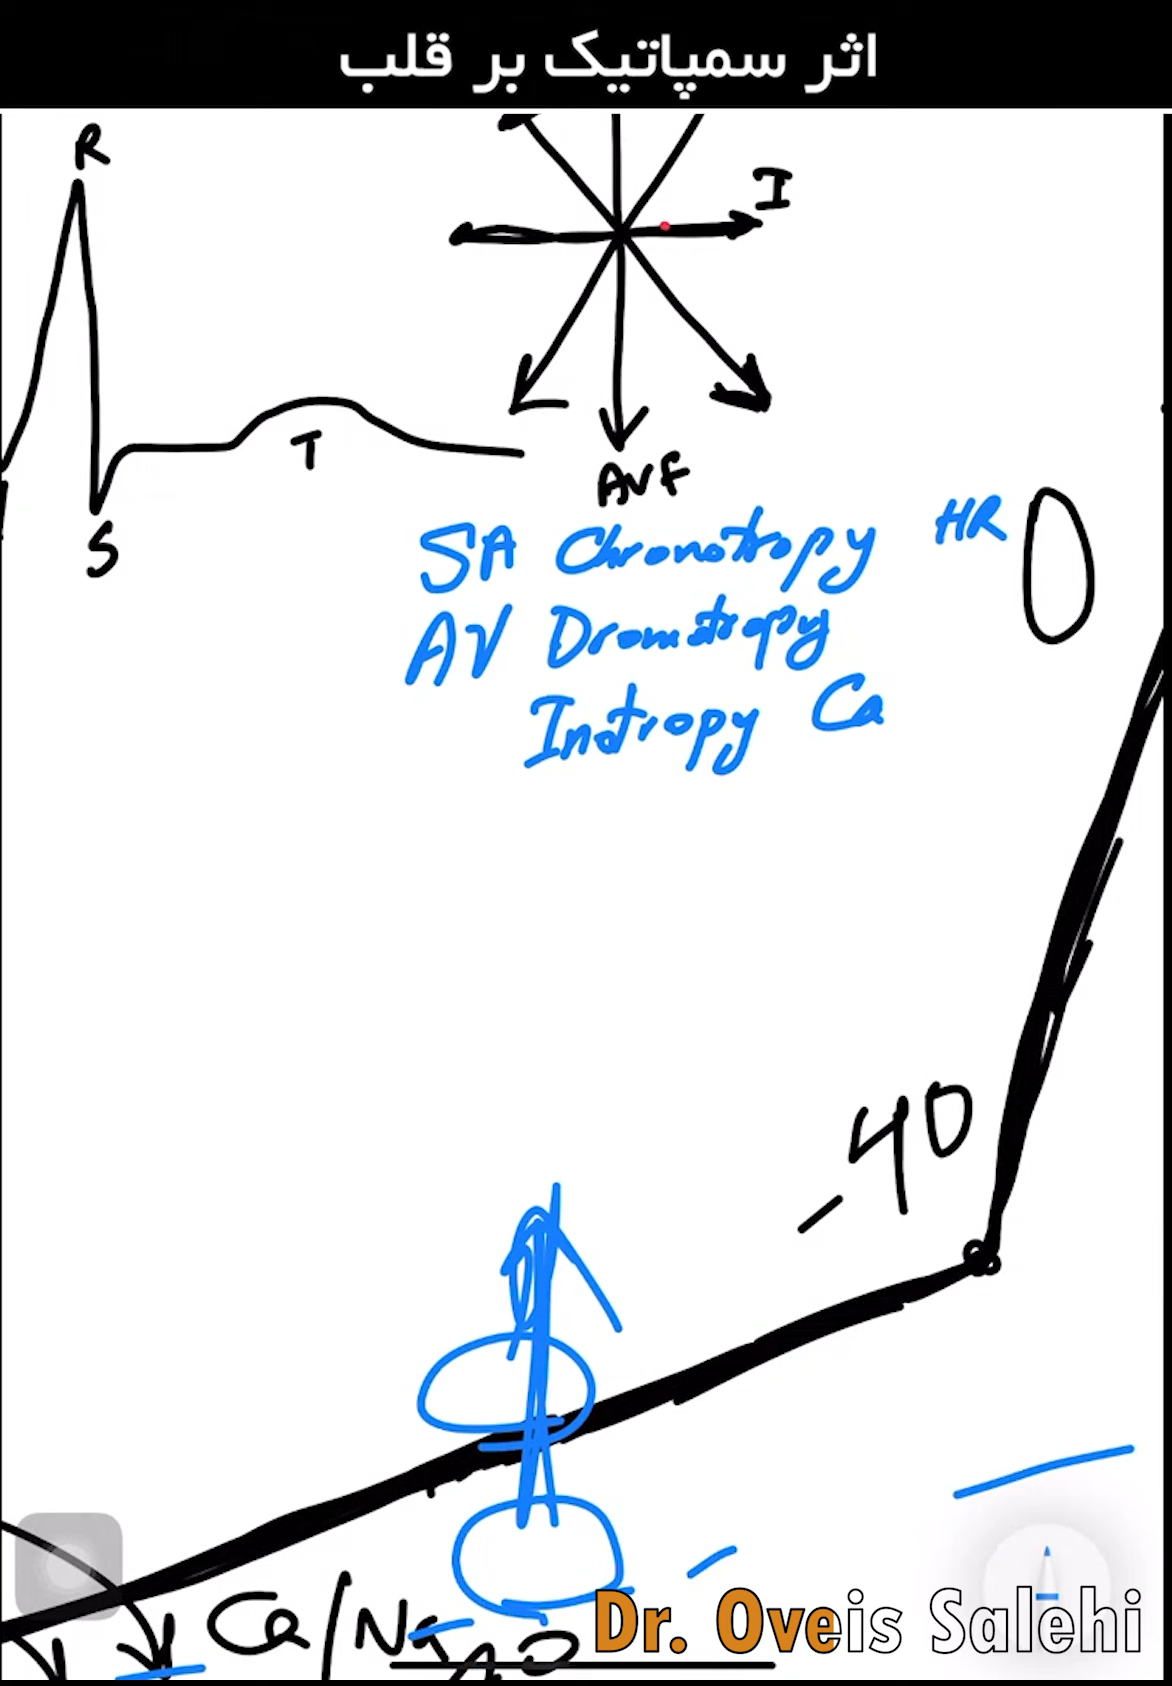 اثر سمپاتیک بر قلب
R
I
T
AVF
S
SA Chronotropy HR
AV Dromotropy
Inotropy Ca
-40
Ca/Na
Dr. Oveis Salehi